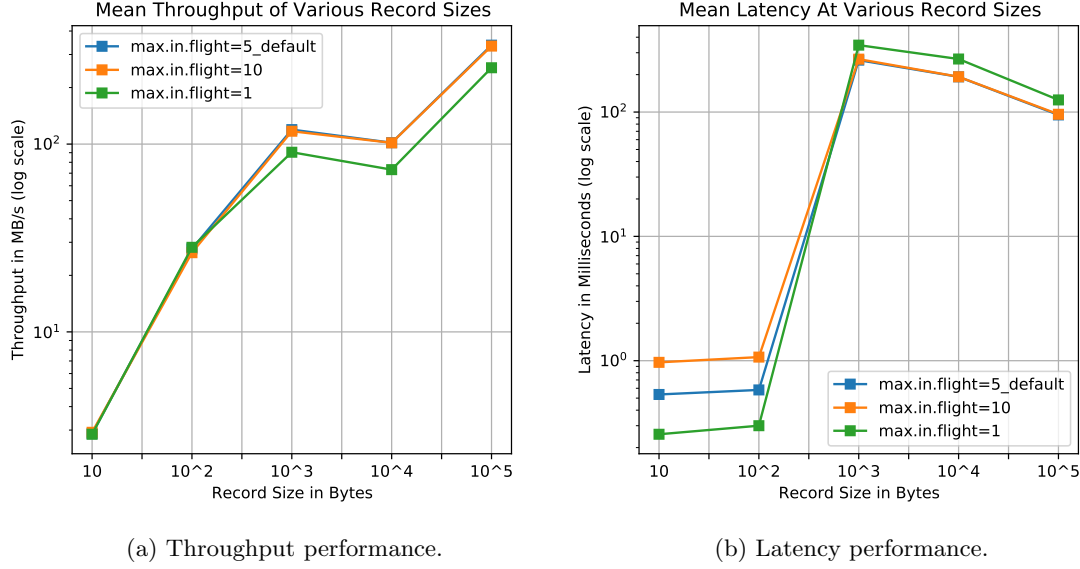 Mean Throughput of Various Record Sizes
max.in.flight=5_default
max.in.flight=10
max.in.flight=1
Throughput in MB/s (log scale)
10^2
10^1
10
10^2
10^3
10^4
10^5
Record Size in Bytes
(a) Throughput performance.
Mean Latency At Various Record Sizes
Latency in Milliseconds (log scale)
10^2
10^1
10^0
max.in.flight=5_default
max.in.flight=10
max.in.flight=1
10
10^2
10^3
10^4
10^5
Record Size in Bytes
(b) Latency performance.